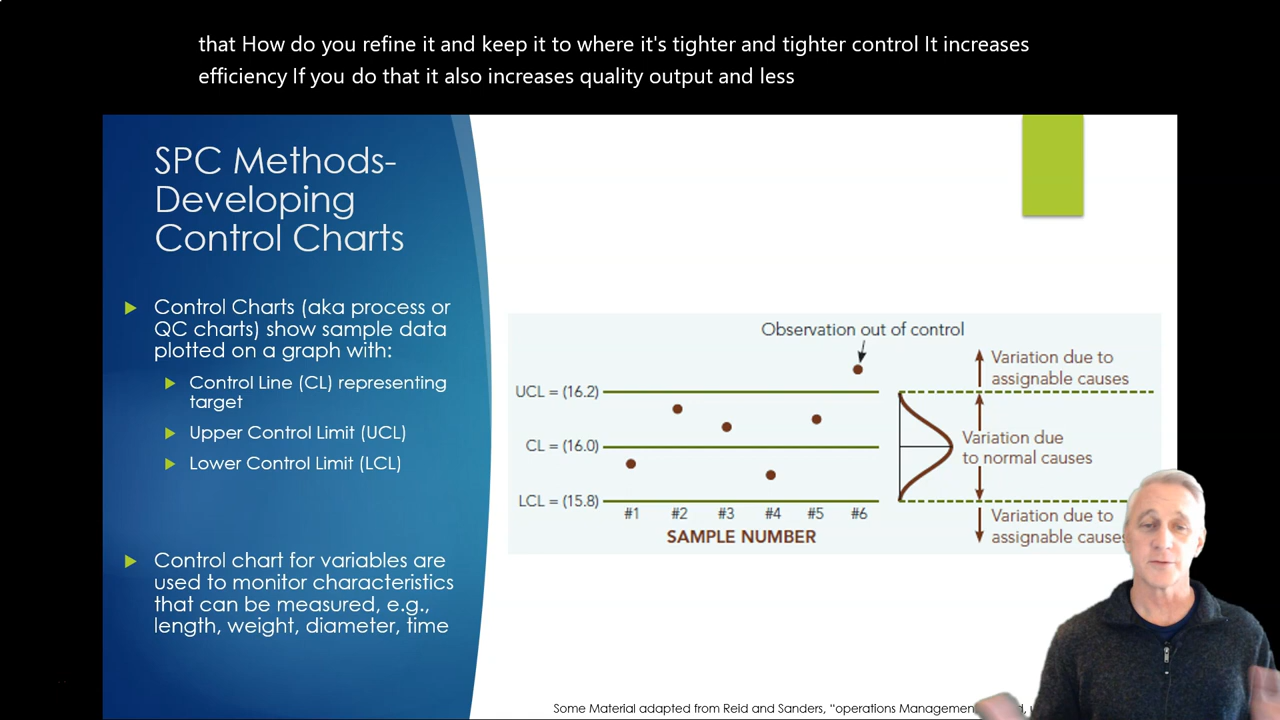 that How do you refine it and keep it to where it's tighter and tighter control It increases
efficiency If you do that it also increases quality output and less
SPC Methods-
Developing
Control Charts
Control Charts (aka process or
QC charts) show sample data
plotted on a graph with:
Control Line (CL) representing
target
Upper Control Limit (UCL)
Lower Control Limit (LCL)
Control chart for variables are
used to monitor characteristics
that can be measured, e.g.,
length, weight, diameter, time
Observation out of control
UCL = (16.2)
CL = (16.0)
LCL = (15.8)
#1 #2 #3 #4 #5 #6
SAMPLE NUMBER
Variation due to
assignable causes
Variation due
to normal causes
Variation due to
assignable causes
Some Material adapted from Reid and Sanders, "operations Management